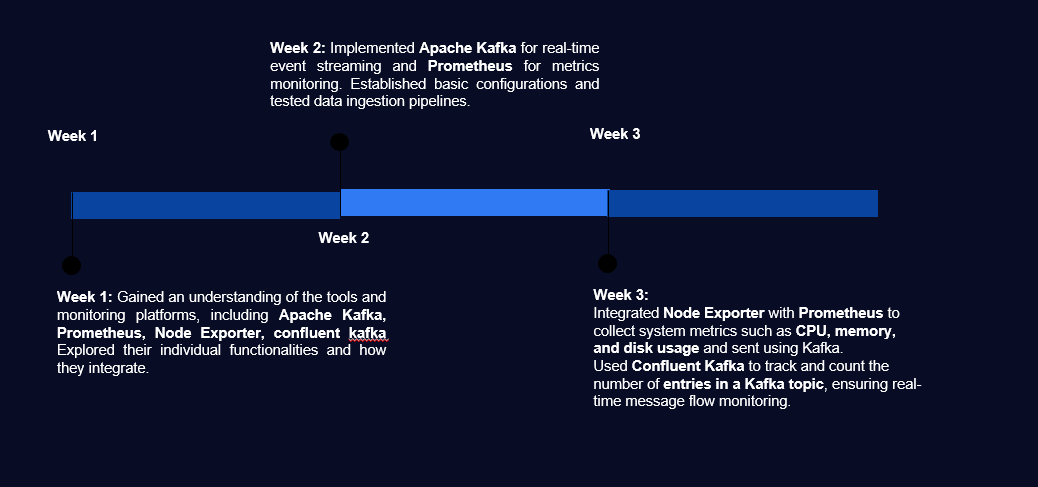 Week 2: Implemented Apache Kafka for real-time
event streaming and Prometheus for metrics
monitoring. Established basic configurations and
tested data ingestion pipelines.
Week 1
Week 3
Week 2
Week 1: Gained an understanding of the tools and
monitoring platforms, including Apache Kafka,
Prometheus, Node Exporter, confluent kafka
Explored their individual functionalities and how
they integrate.
Week 3:
Integrated Node Exporter with Prometheus to
collect system metrics such as CPU, memory,
and disk usage and sent using Kafka.
Used Confluent Kafka to track and count the
number of entries in a Kafka topic, ensuring real-
time message flow monitoring.